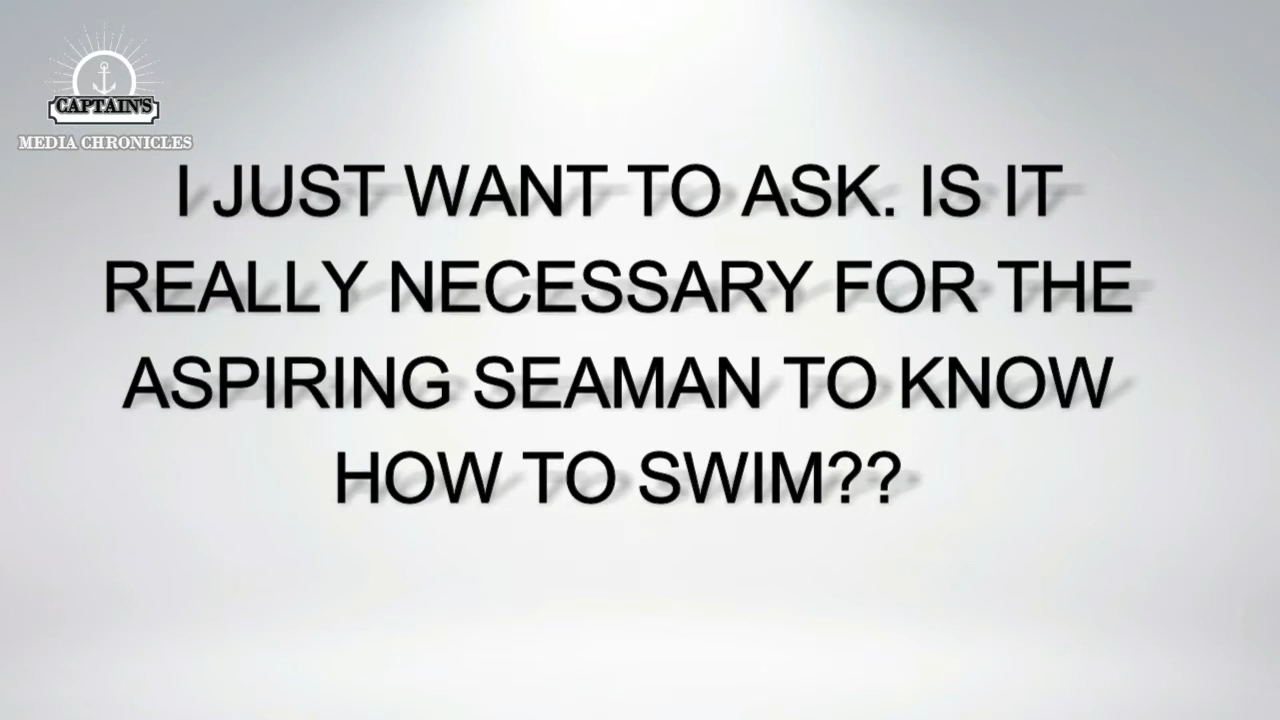 CAPTAIN'S
MEDIA CHRONICLES
I JUST WANT TO ASK. IS IT
REALLY NECESSARY FOR THE
ASPIRING SEAMAN TO KNOW
HOW TO SWIM??